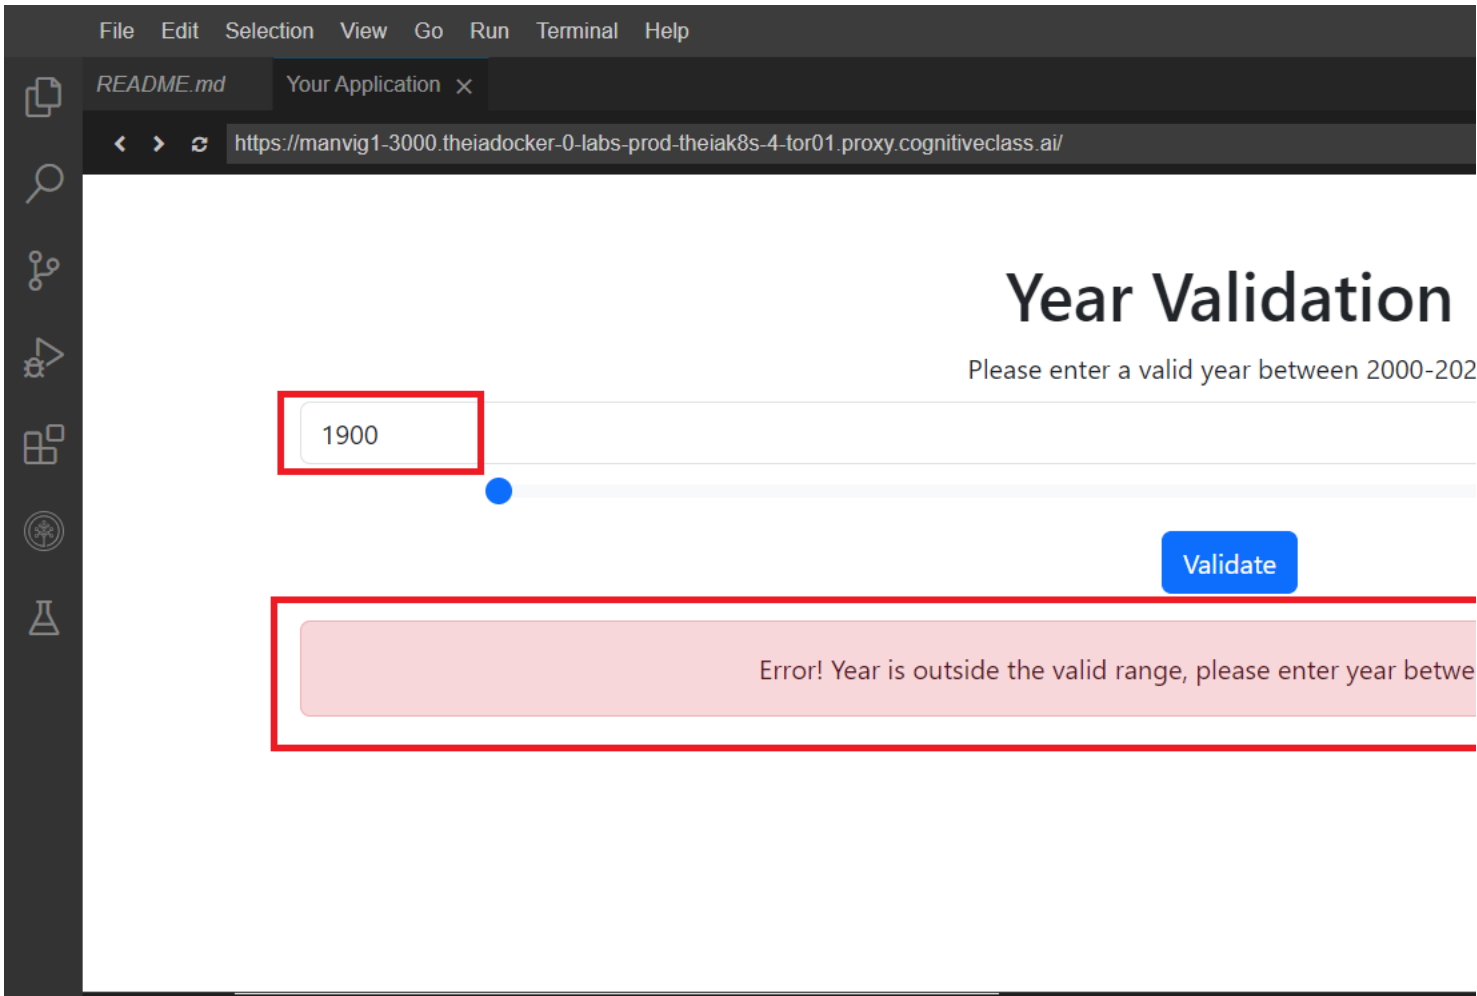 File Edit Selection View Go Run Terminal Help
README.md Your Application
https://manvig1-3000.theiadocker-0-labs-prod-theiak8s-4-tor01.proxy.cognitiveclass.ai/
Year Validation
Please enter a valid year between 2000-202
1900
Validate
Error! Year is outside the valid range, please enter year betwe